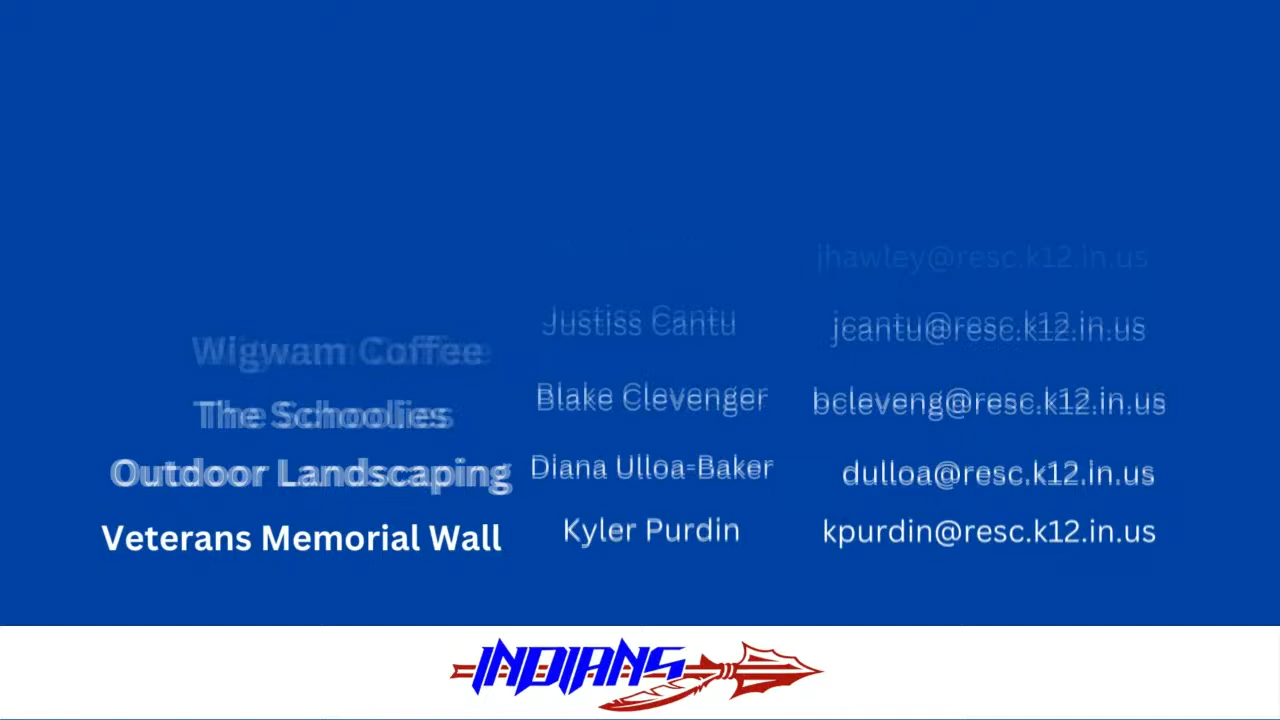 jhawley@resc.k12.in.us
Justiss Cantu jcantu@resc.k12.in.us
Wigwam Coffee
Blake Clevenger bcleveng@resc.k12.in.us
The Schoolies
Outdoor Landscaping Diana Ulloa-Baker dulloa@resc.k12.in.us
Veterans Memorial Wall Kyler Purdin kpurdin@resc.k12.in.us
INDIANS